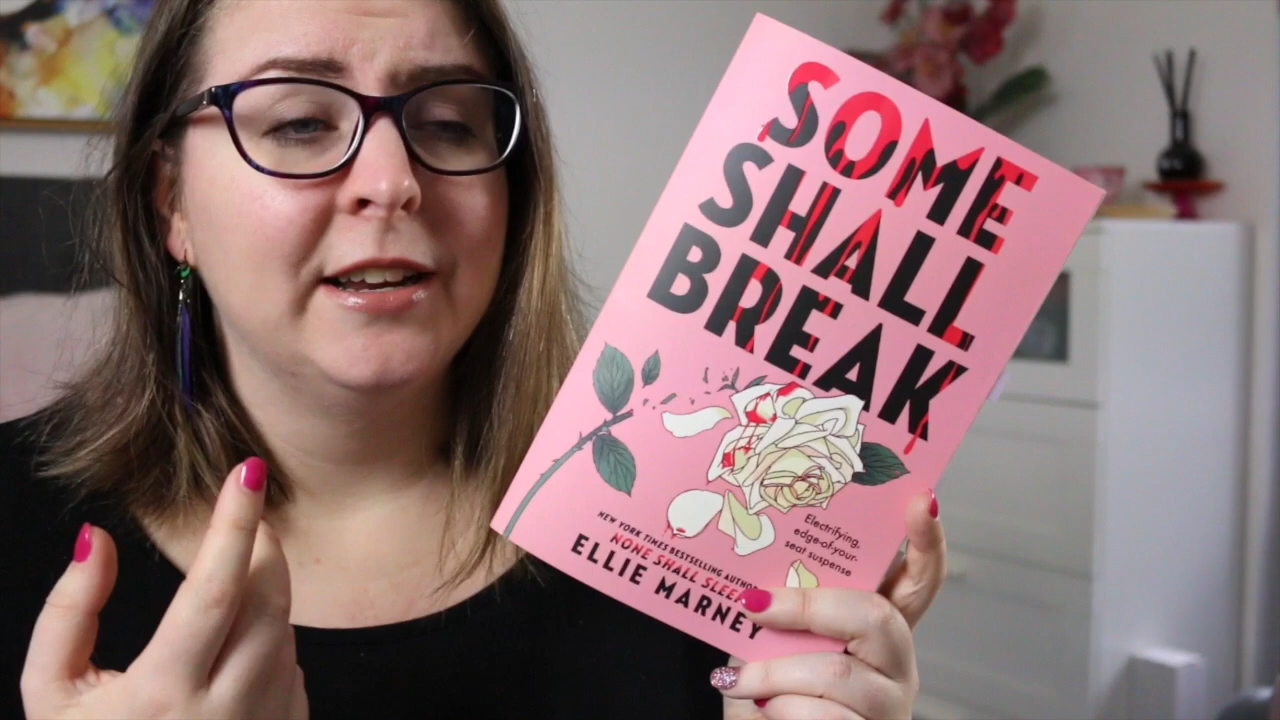 SOME
SHALL
BREAK
Electrifying,
edge-of-your-
seat suspense
NEW YORK TIMES BESTSELLING AUTHOR
NONE SHALL SLEEP
ELLIE MARNEY